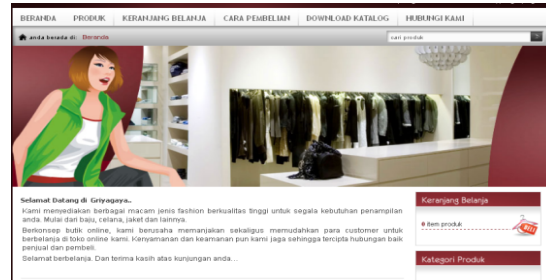 BERANDA PRODUK KERANJANG BELANJA CARA PEMBELIAN DOWNLOAD KATALOG HUBUNGI KAMI
anda berada di: Beranda
cari produk
Selamat Datang di Griyagaya..
Kami menyediakan berbagai macam jenis fashion berkualitas tinggi untuk segala kebutuhan penampilan
anda. Mulai dari baju, celana, jaket dan lainnya.
Berkonsep butik online, kami berusaha memanjakan sekaligus memudahkan para customer untuk
berbelanja di toko online kami. Kenyamanan dan keamanan pun kami jaga sehingga tercipta hubungan baik
penjual dan pembeli.
Selamat berbelanja. Dan terima kasih atas kunjungan anda...
Keranjang Belanja
0 item produk
Kategori Produk